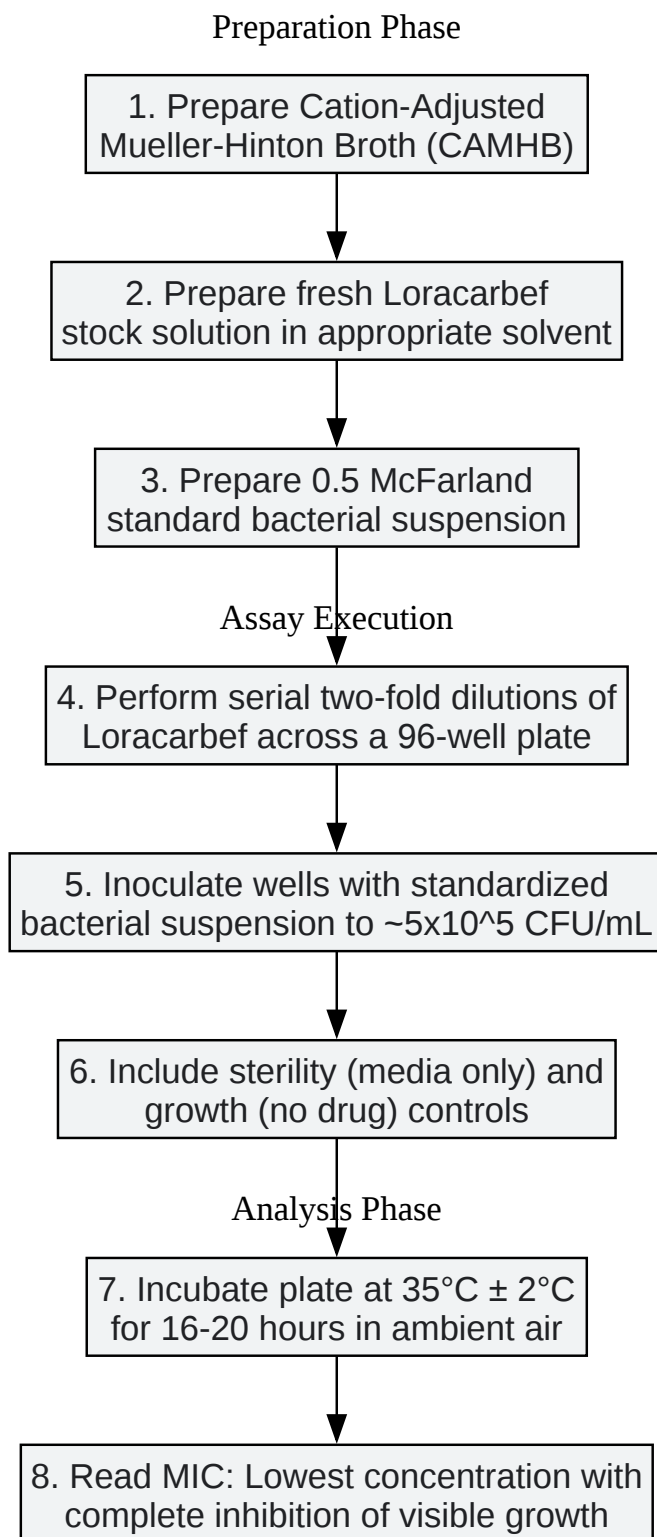 Preparation Phase
1. Prepare Cation-Adjusted
Mueller-Hinton Broth (CAMHB)
2. Prepare fresh Loracarbef
stock solution in appropriate solvent
3. Prepare 0.5 McFarland
standard bacterial suspension
Assay Execution
4. Perform serial two-fold dilutions of
Loracarbef across a 96-well plate
5. Inoculate wells with standardized
bacterial suspension to ~5x10^5 CFU/mL
6. Include sterility (media only) and
growth (no drug) controls
Analysis Phase
7. Incubate plate at 35°C ± 2°C
for 16-20 hours in ambient air
8. Read MIC: Lowest concentration with
complete inhibition of visible growth